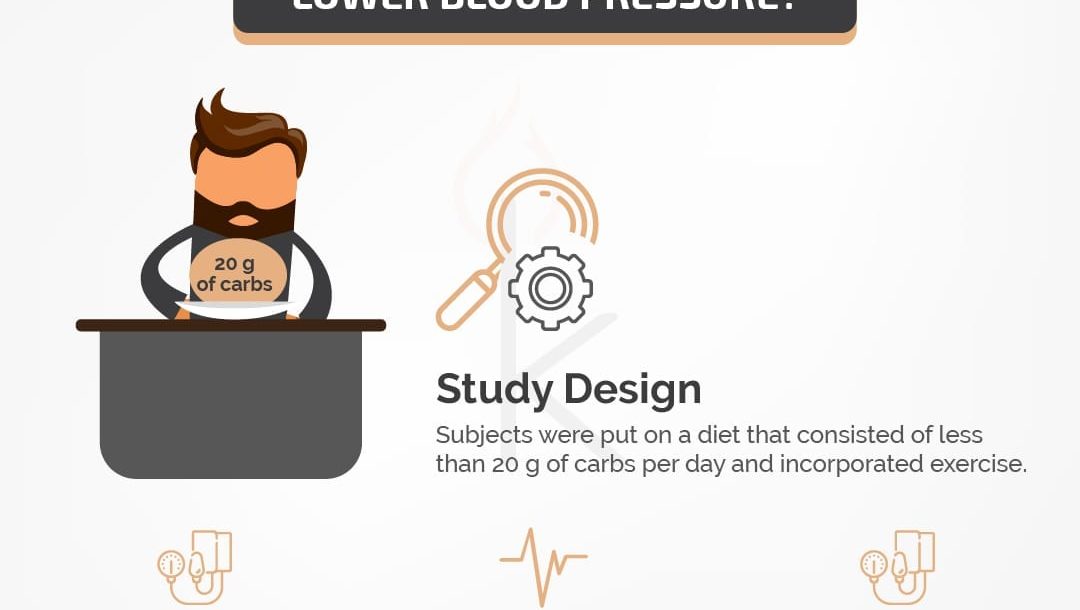 LOWER BLOOD PRESSURE?
20 g
of carbs
Study Design
Subjects were put on a diet that consisted of less
than 20 g of carbs per day and incorporated exercise.